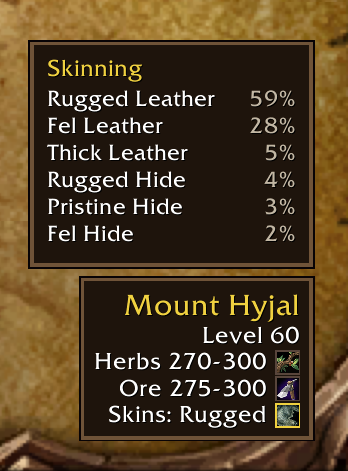 Skinning
Rugged Leather 59%
Fel Leather 28%
Thick Leather 5%
Rugged Hide 4%
Pristine Hide 3%
Fel Hide 2%
Mount Hyjal
Level 60
Herbs 270-300
Ore 275-300
Skins: Rugged